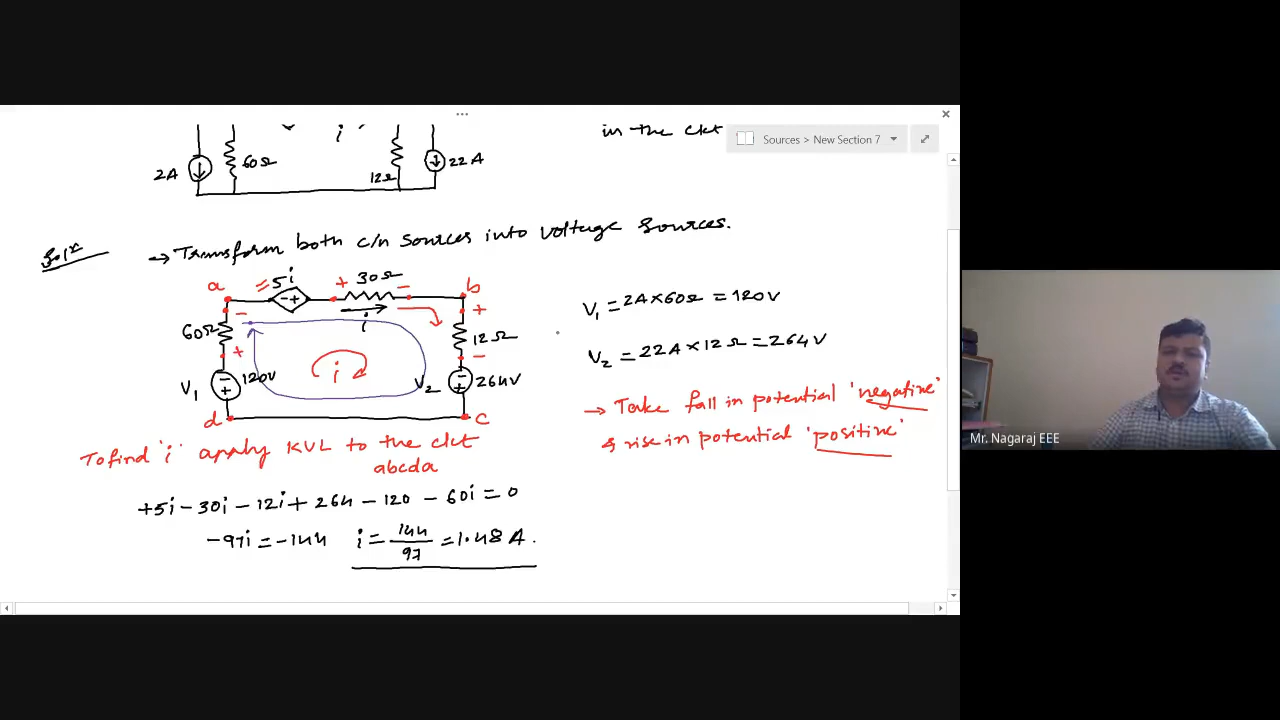 in the ckt
Sources > New Section 7
i
2A
60Ω
12Ω
22A
Sol^n
→ Transform both c/n sources into voltage sources.
a
=5i
- +
+ 30Ω -
b
i
60Ω
-
+
+
12Ω
-
V1
-
+
120V
i
V2
-
+
264V
d
c
V1 = 2A×60Ω = 120V
V2 = 22A×12Ω = 264V
→ Take fall in potential 'negative'
& rise in potential 'positive'
To find 'i' apply KVL to the ckt
abcda
+5i - 30i - 12i + 264 - 120 - 60i = 0
-97i = -144 i = 144/97 = 1.48 A.
Mr. Nagaraj EEE